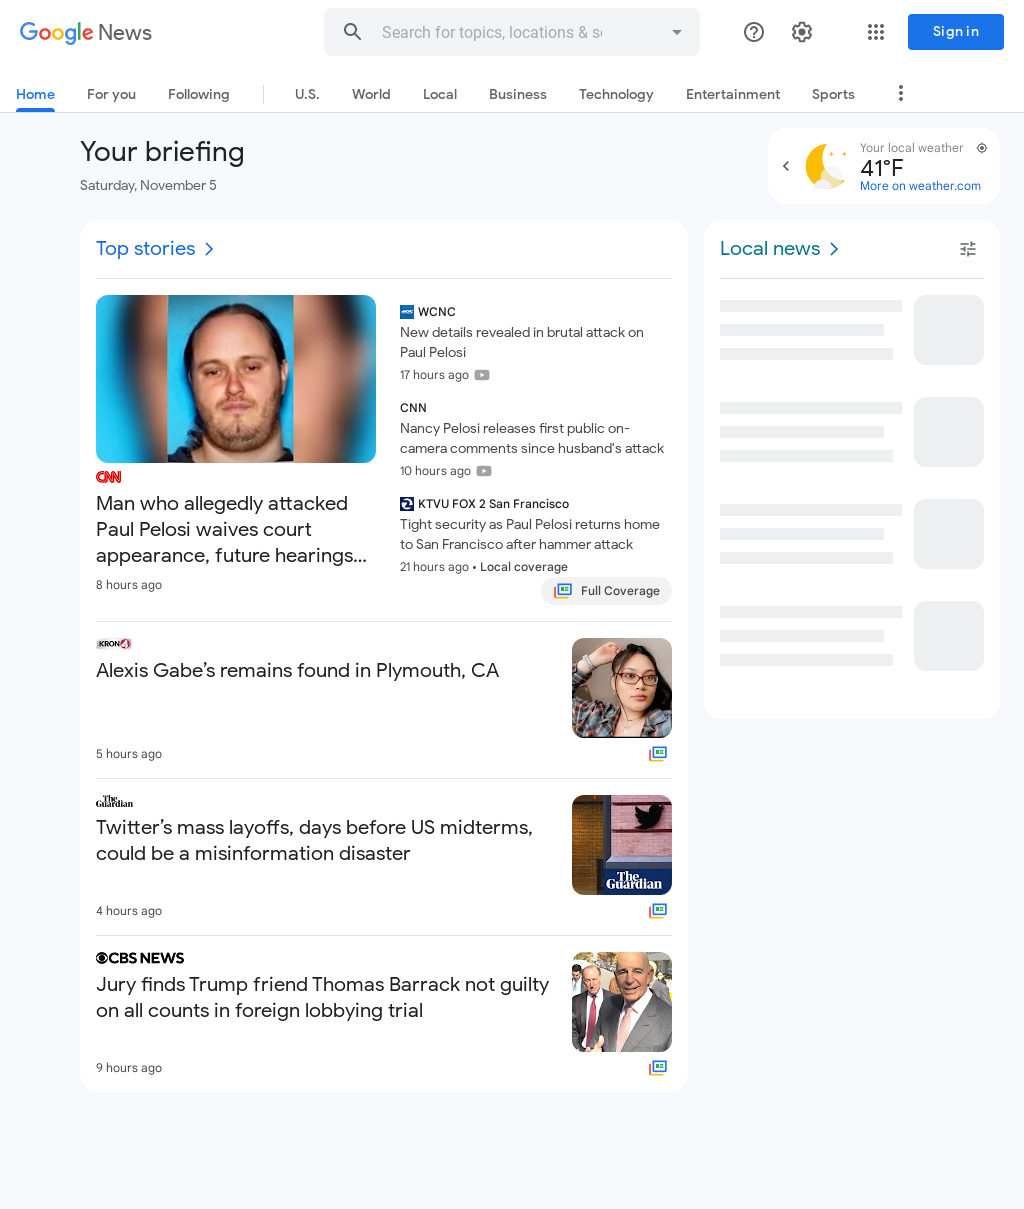 Google News
Search for topics, locations & s
Sign in
Home
For you
Following
U.S.
World
Local
Business
Technology
Entertainment
Sports
Your briefing
Saturday, November 5
Your local weather
41°F
More on weather.com
Top stories
CNN
Man who allegedly attacked
Paul Pelosi waives court
appearance, future hearings...
8 hours ago
WCNC
New details revealed in brutal attack on
Paul Pelosi
17 hours ago
CNN
Nancy Pelosi releases first public on-
camera comments since husband's attack
10 hours ago
KTVU FOX 2 San Francisco
Tight security as Paul Pelosi returns home
to San Francisco after hammer attack
21 hours ago • Local coverage
Full Coverage
KRON4
Alexis Gabe’s remains found in Plymouth, CA
5 hours ago
The
Guardian
Twitter’s mass layoffs, days before US midterms,
could be a misinformation disaster
The
Guardian
4 hours ago
CBS NEWS
Jury finds Trump friend Thomas Barrack not guilty
on all counts in foreign lobbying trial
9 hours ago
Local news